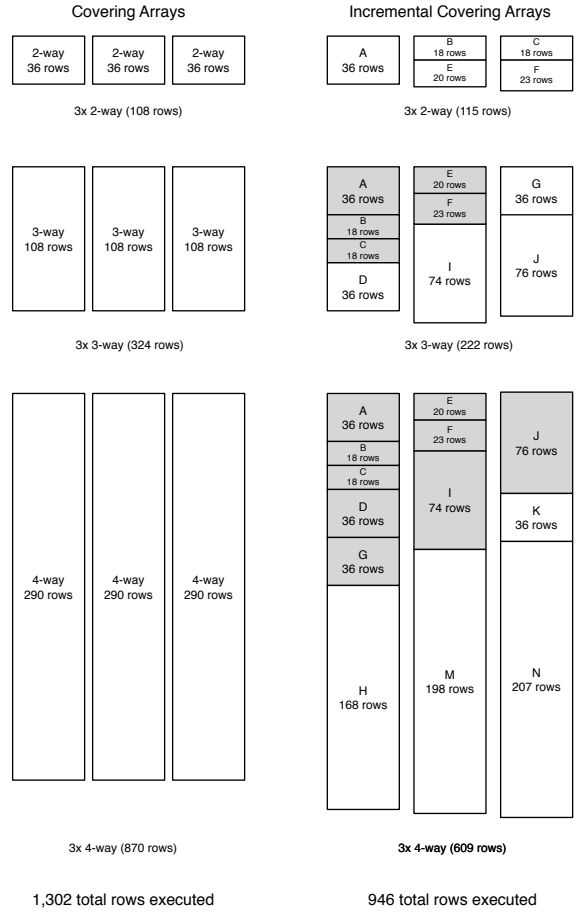 Covering Arrays
2-way
36 rows
2-way
36 rows
2-way
36 rows
3x 2-way (108 rows)
3-way
108 rows
3-way
108 rows
3-way
108 rows
3x 3-way (324 rows)
4-way
290 rows
4-way
290 rows
4-way
290 rows
3x 4-way (870 rows)
1,302 total rows executed
Incremental Covering Arrays
A
36 rows
B
18 rows
E
20 rows
C
18 rows
F
23 rows
3x 2-way (115 rows)
A
36 rows
B
18 rows
C
18 rows
D
36 rows
E
20 rows
F
23 rows
I
74 rows
G
36 rows
J
76 rows
3x 3-way (222 rows)
A
36 rows
B
18 rows
C
18 rows
D
36 rows
G
36 rows
H
168 rows
E
20 rows
F
23 rows
I
74 rows
M
198 rows
J
76 rows
K
36 rows
N
207 rows
3x 4-way (609 rows)
946 total rows executed